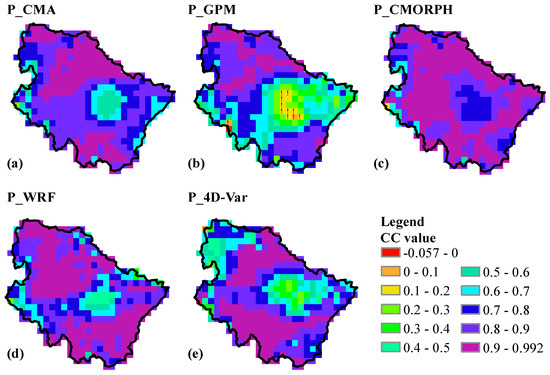 P_CMA
P_GPM
P_CMORPH
(a)
(b)
(c)
P_WRF
P_4D-Var
(d)
(e)
Legend
CC value
-0.057 - 0
0 - 0.1
0.1 - 0.2
0.2 - 0.3
0.3 - 0.4
0.4 - 0.5
0.5 - 0.6
0.6 - 0.7
0.7 - 0.8
0.8 - 0.9
0.9 - 0.992